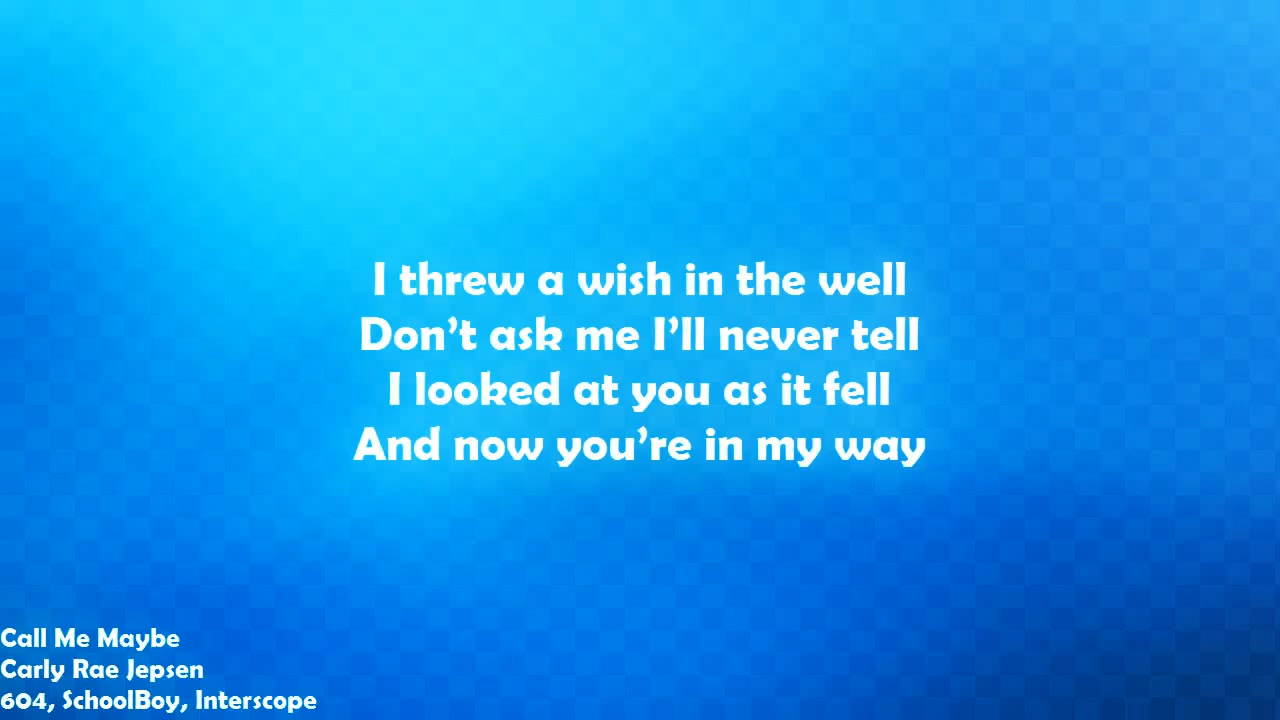 I threw a wish in the well
Don’t ask me I’ll never tell
I looked at you as it fell
And now you’re in my way
Call Me Maybe
Carly Rae Jepsen
604, SchoolBoy, Interscope